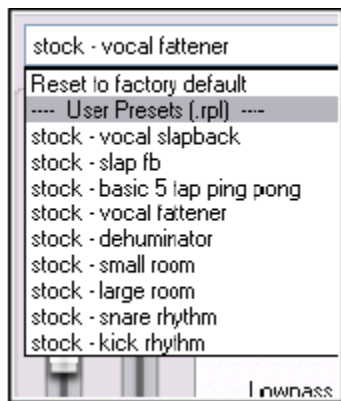 stock - vocal fattener
Reset to factory default
---- User Presets (.rpl) ----
stock - vocal slapback
stock - slap fb
stock - basic 5 tap ping pong
stock - vocal fattener
stock - dehuminator
stock - small room
stock - large room
stock - snare rhythm
stock - kick rhythm
Lowpass